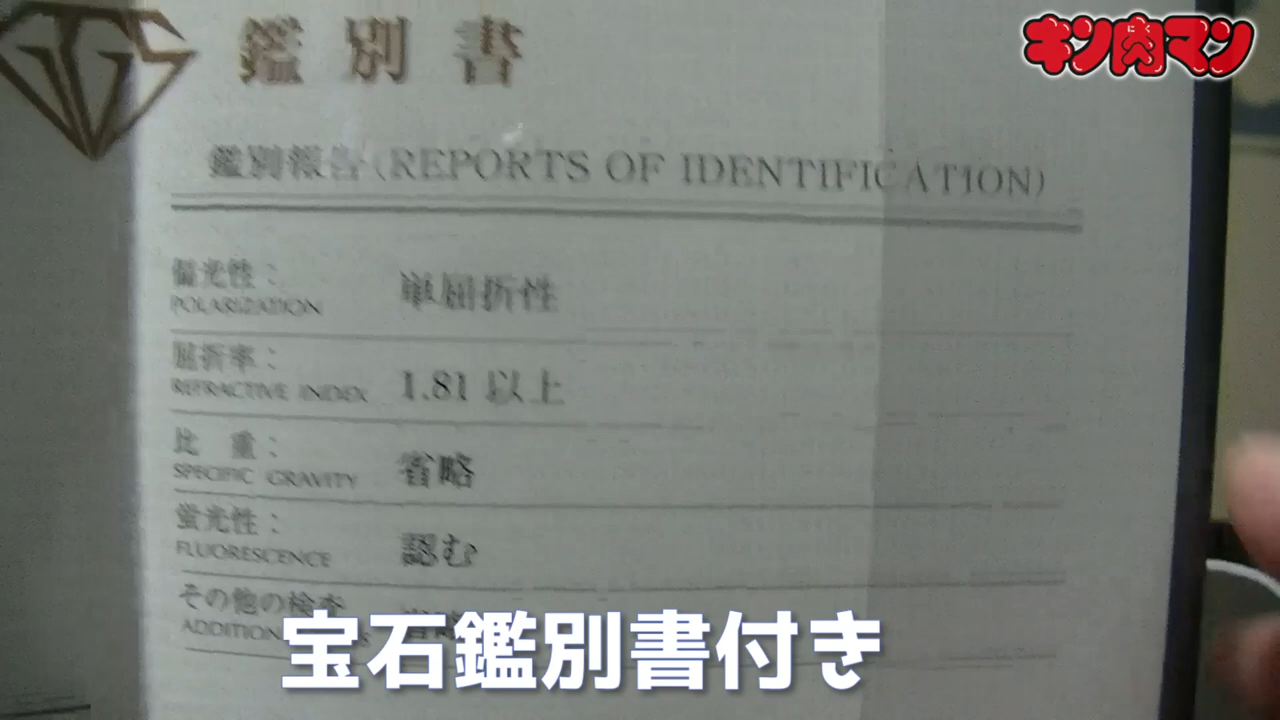 キン肉マン
鑑別書
鑑別報告(REPORTS OF IDENTIFICATION)
偏光性: 単屈折性
POLARIZATION
屈折率:
REFRACTIVE INDEX 1.81 以上
比 重:
SPECIFIC GRAVITY 省略
蛍光性:
FLUORESCENCE 認む
その他の検査
ADDITION
宝石鑑別書付き